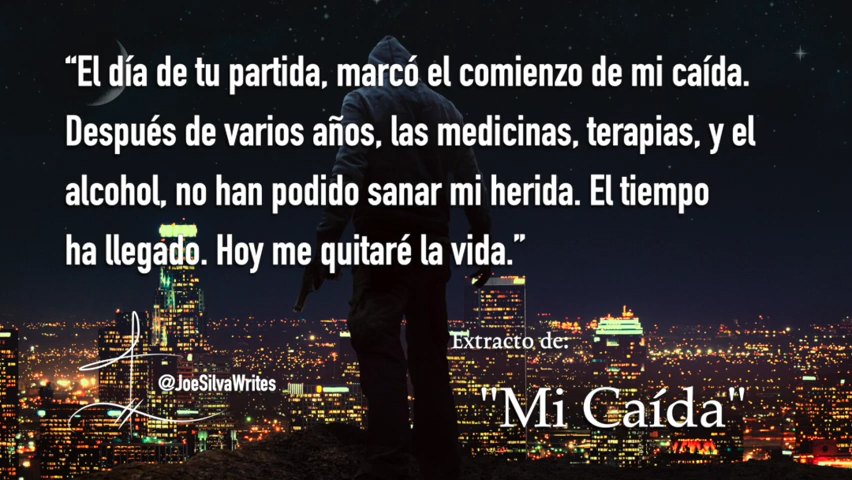 “El día de tu partida, marcó el comienzo de mi caída.
Después de varios años, las medicinas, terapias, y el
alcohol, no han podido sanar mi herida. El tiempo
ha llegado. Hoy me quitaré la vida.”
Extracto de:
@JoeSilvaWrites
"Mi Caída"